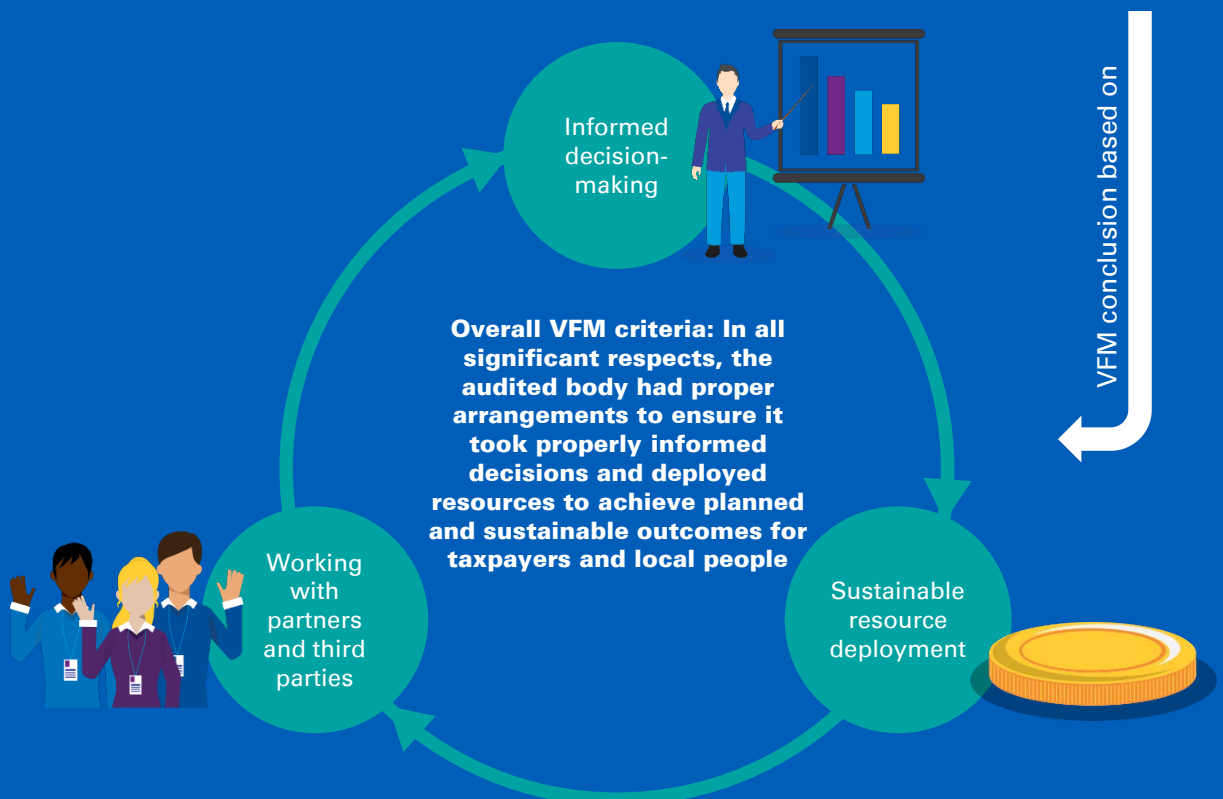 Informed
decision-
making
VFM conclusion based on
Overall VFM criteria: In all
significant respects, the
audited body had proper
arrangements to ensure it
took properly informed
decisions and deployed
resources to achieve planned
and sustainable outcomes for
taxpayers and local people
Working
with
partners
and third
parties
Sustainable
resource
deployment